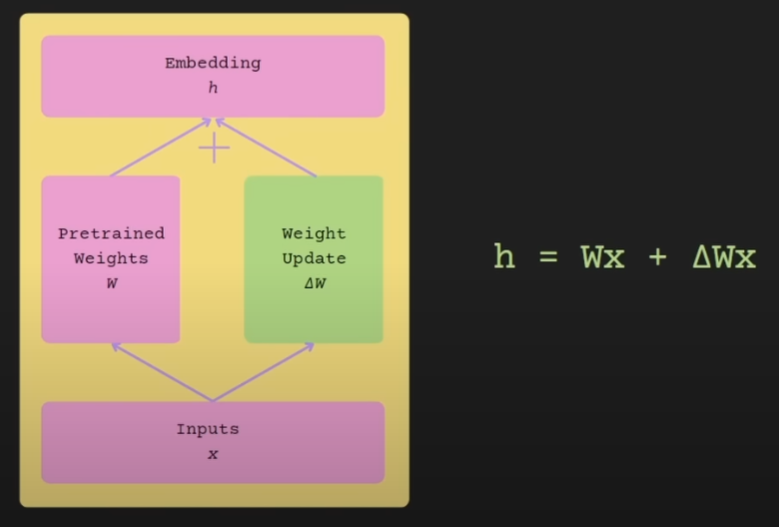 Embedding
h
Pretrained
Weights
W
Weight
Update
ΔW
Inputs
x
h = Wx + ΔWx